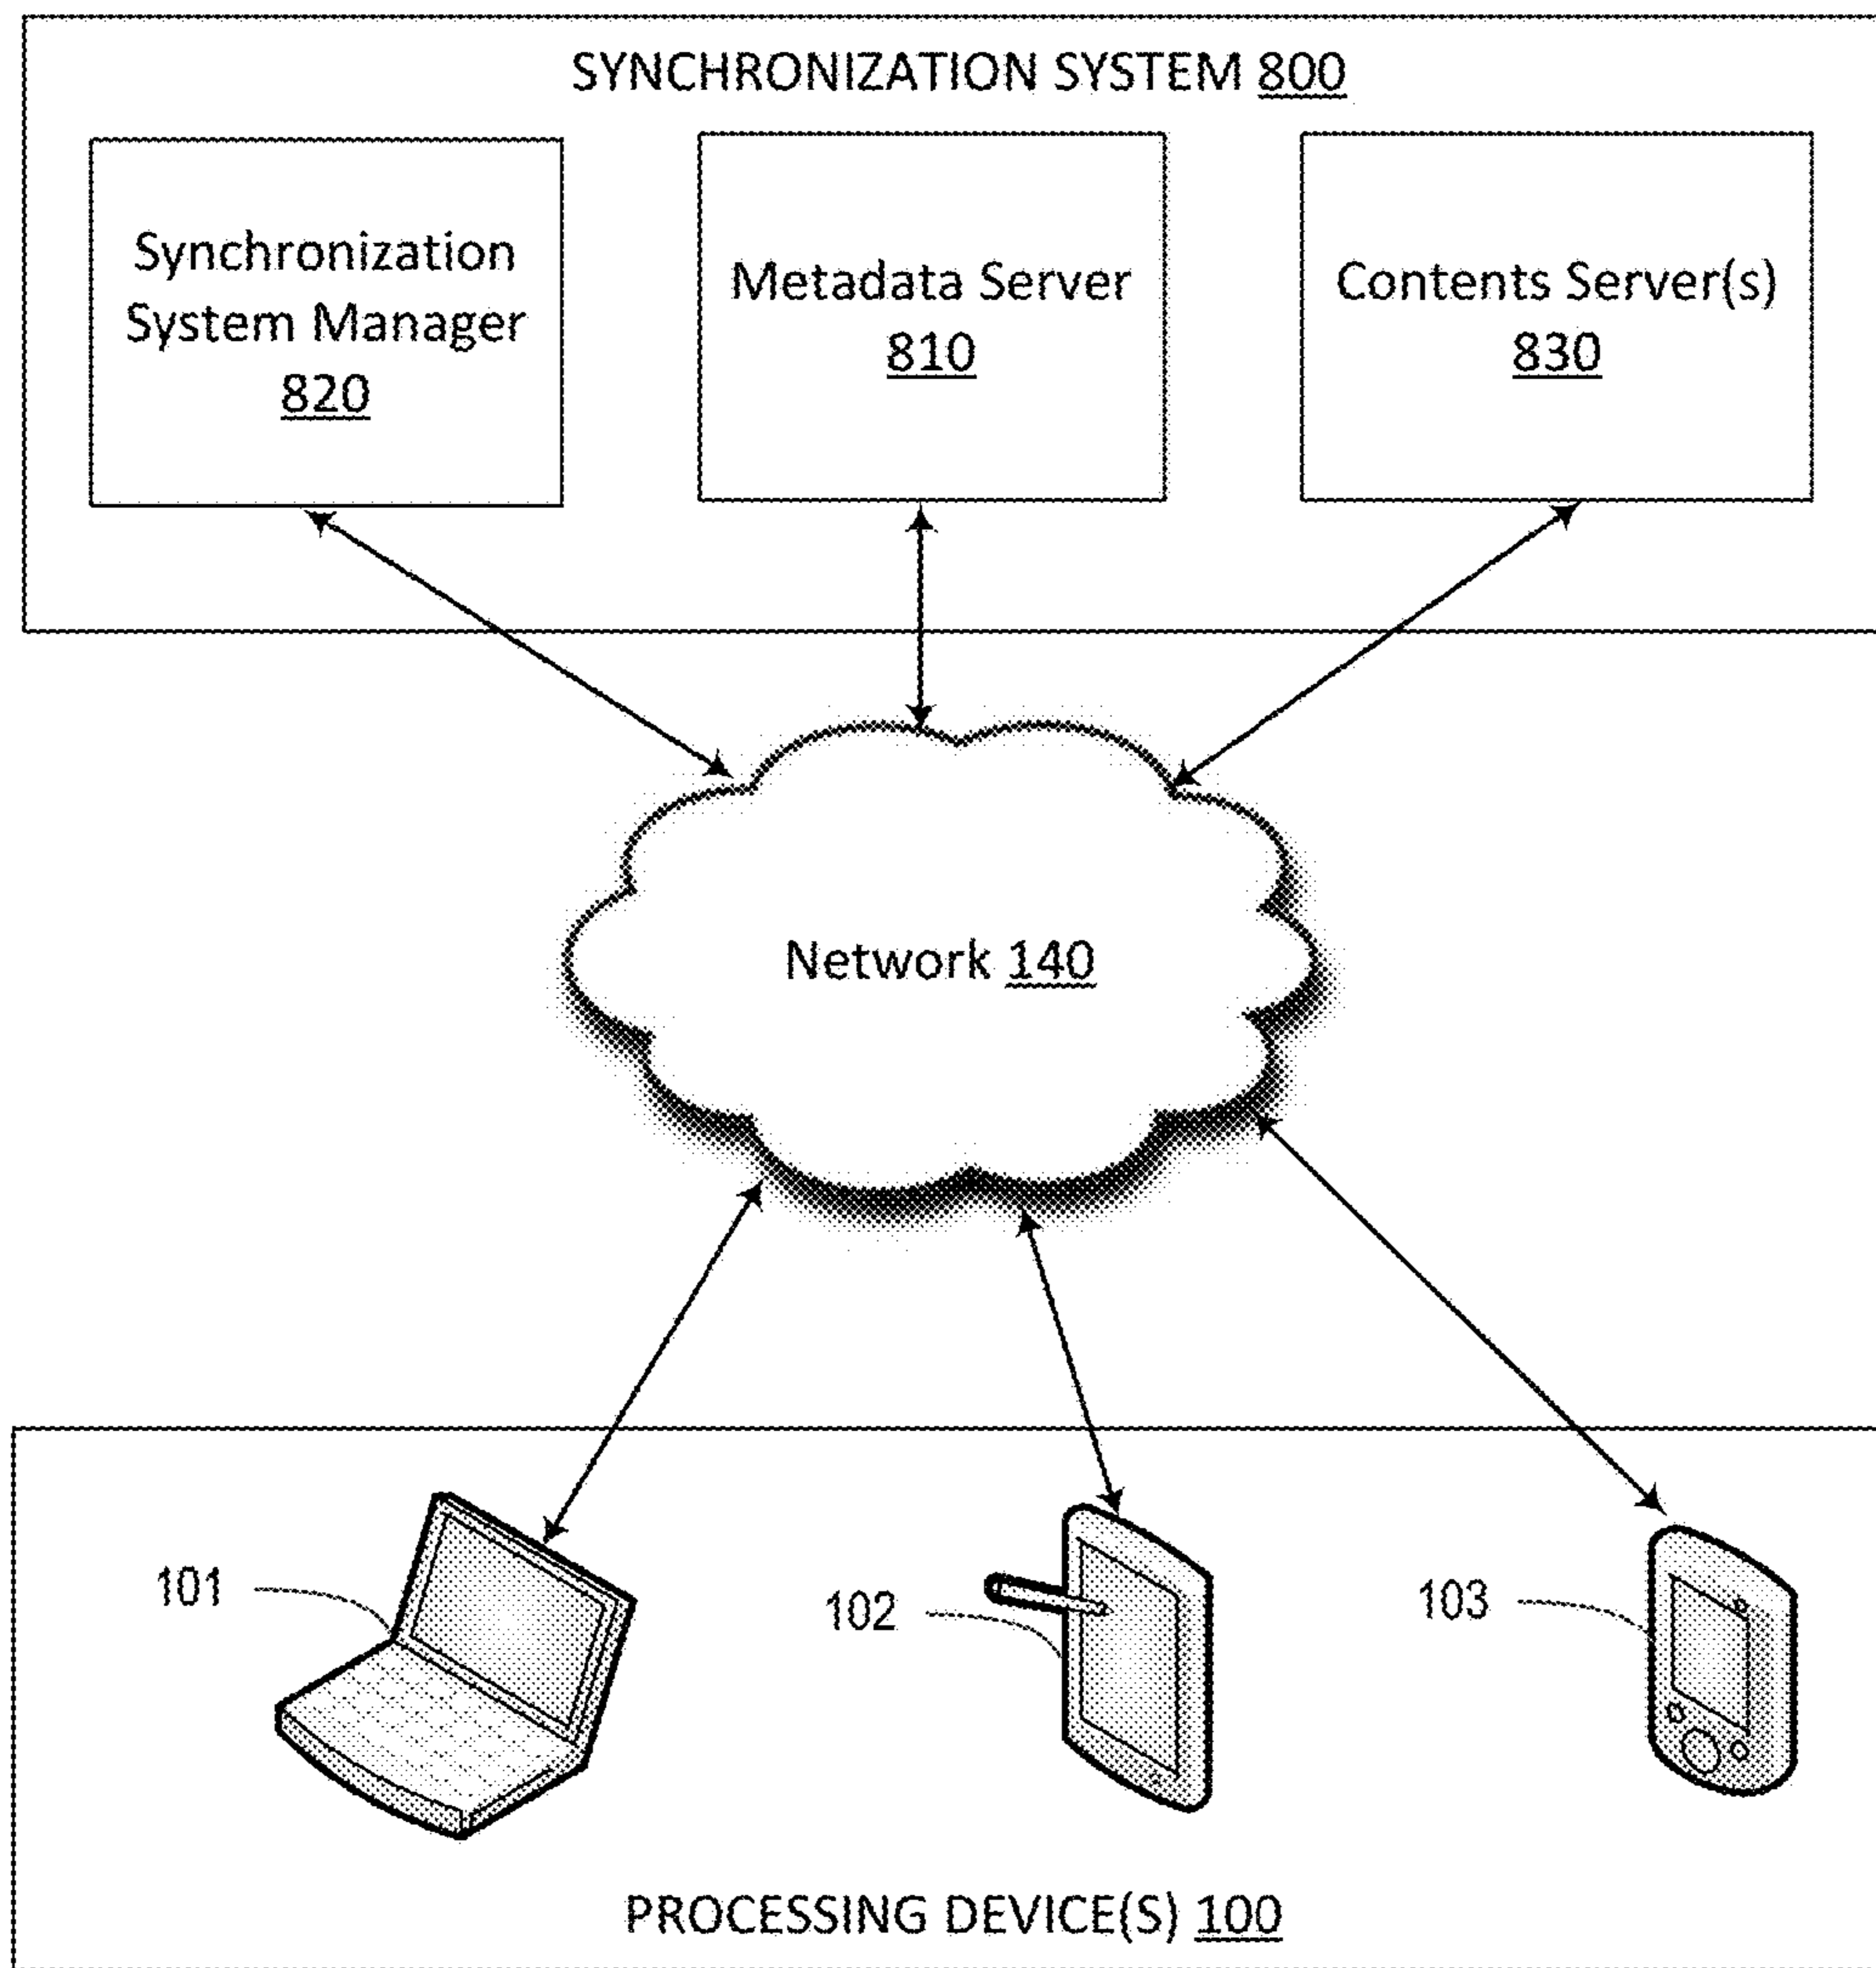 SYNCHRONIZATION SYSTEM 800
Synchronization
System Manager
820
Metadata Server
810
Contents Server(s)
830
Network 140
101
102
103
PROCESSING DEVICE(S) 100